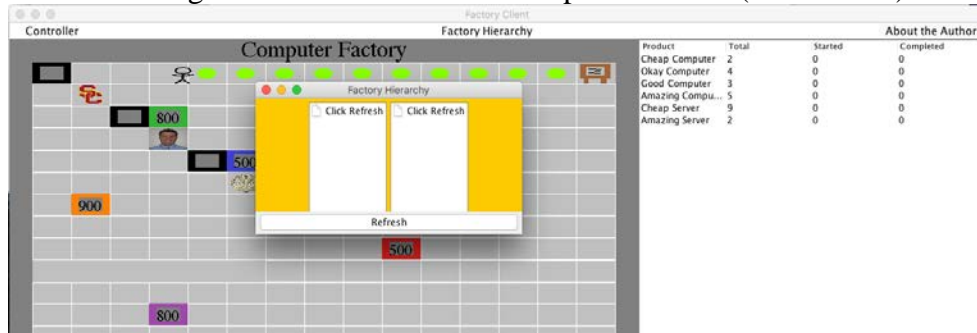 Factory Client
Controller Factory Hierarchy About the Author
Computer Factory
Product Total Started Completed
Cheap Computer 2 0 0
Okay Computer 4 0 0
Good Computer 3 0 0
Amazing Compu... 5 0 0
Cheap Server 9 0 0
Amazing Server 2 0 0
SC
800
500
900
500
800
Factory Hierarchy
Click Refresh Click Refresh
Refresh